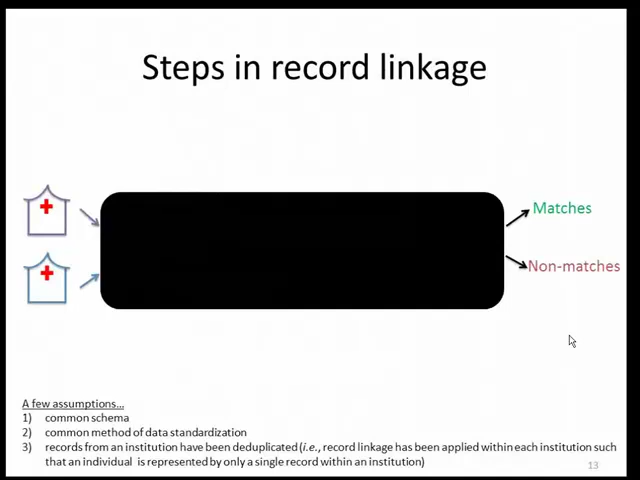 Steps in record linkage
Matches
Non-matches
A few assumptions...
1) common schema
2) common method of data standardization
3) records from an institution have been deduplicated (i.e., record linkage has been applied within each institution such
that an individual is represented by only a single record within an institution)
13